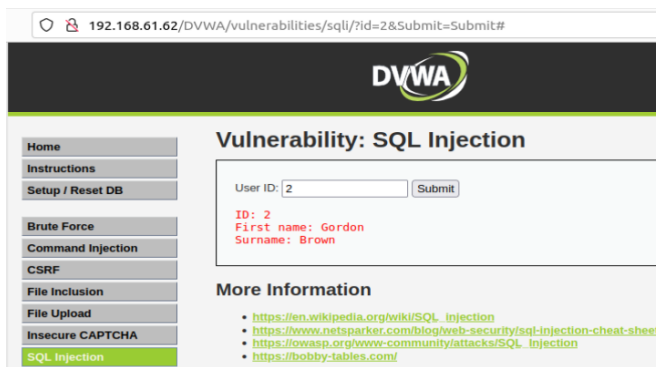 192.168.61.62/DVWA/vulnerabilities/sqli/?id=2&Submit=Submit#
DVWA
Home
Instructions
Setup / Reset DB
Brute Force
Command Injection
CSRF
File Inclusion
File Upload
Insecure CAPTCHA
SQL Injection
Vulnerability: SQL Injection
User ID: 2 Submit
ID: 2
First name: Gordon
Surname: Brown
More Information
https://en.wikipedia.org/wiki/SQL_injection
https://www.netsparker.com/blog/web-security/sql-injection-cheat-shee
https://owasp.org/www-community/attacks/SQL_Injection
https://bobby-tables.com/